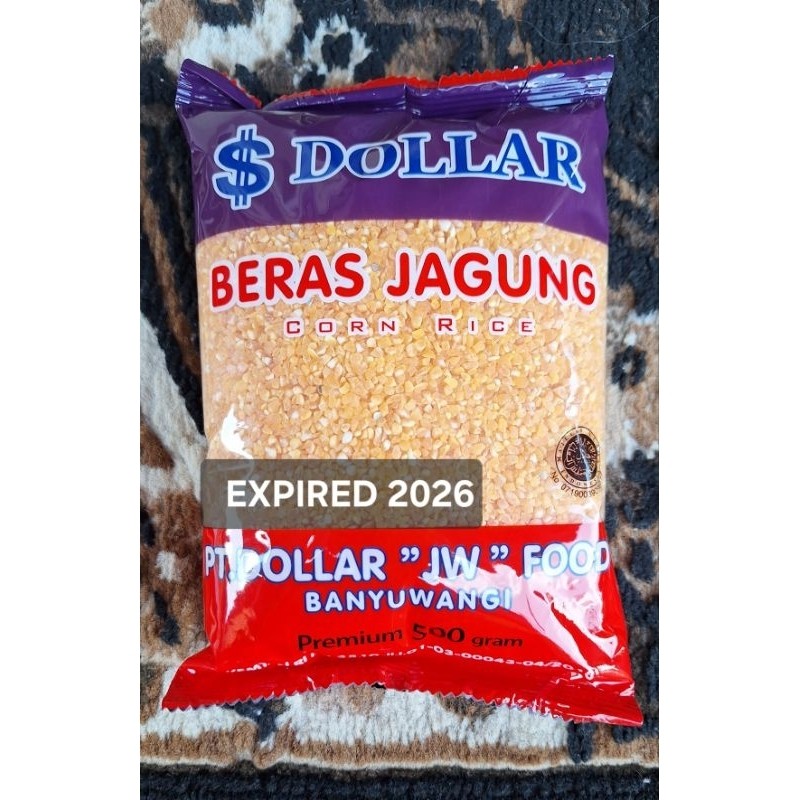 $ DOLLAR
BERAS JAGUNG
CORN RICE
EXPIRED 2026
PT.DOLLAR ”JW” FOOD
BANYUWANGI
Premium 500 gram